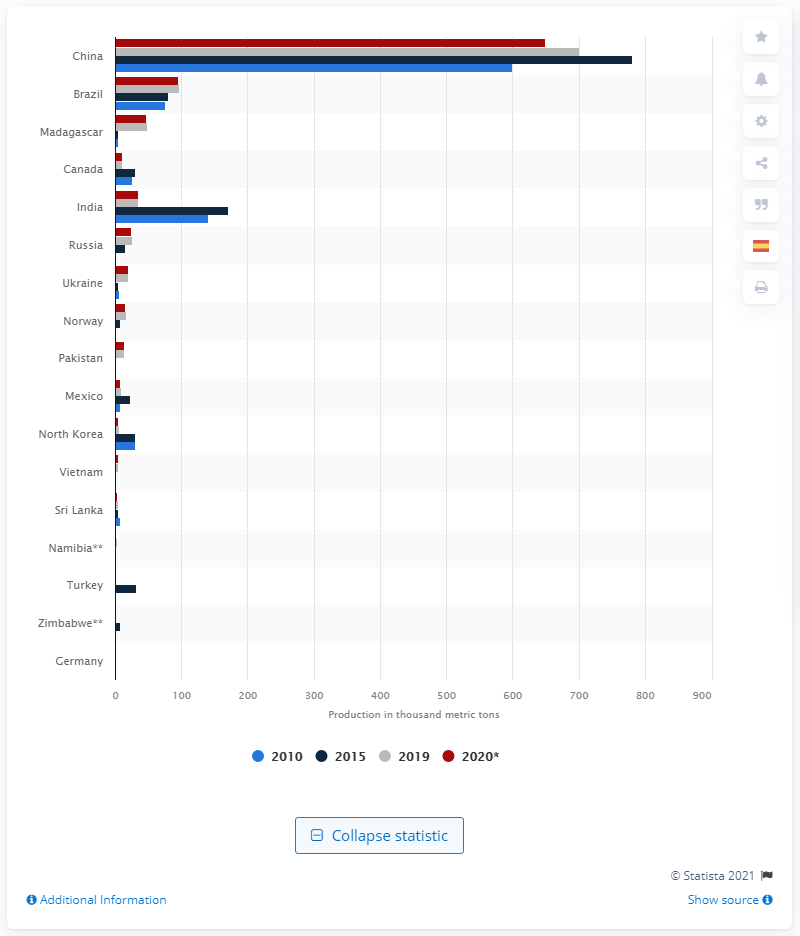 China
Brazil
Madagascar
Canada
India
Russia
Ukraine
Norway
Pakistan
Mexico
North Korea
Vietnam
Sri Lanka
Namibia**
Turkey
Zimbabwe**
Germany
0 100 200 300 400 500 600 700 800 900
Production in thousand metric tons
2010 2015 2019 2020*
Collapse statistic
© Statista 2021
Additional Information Show source